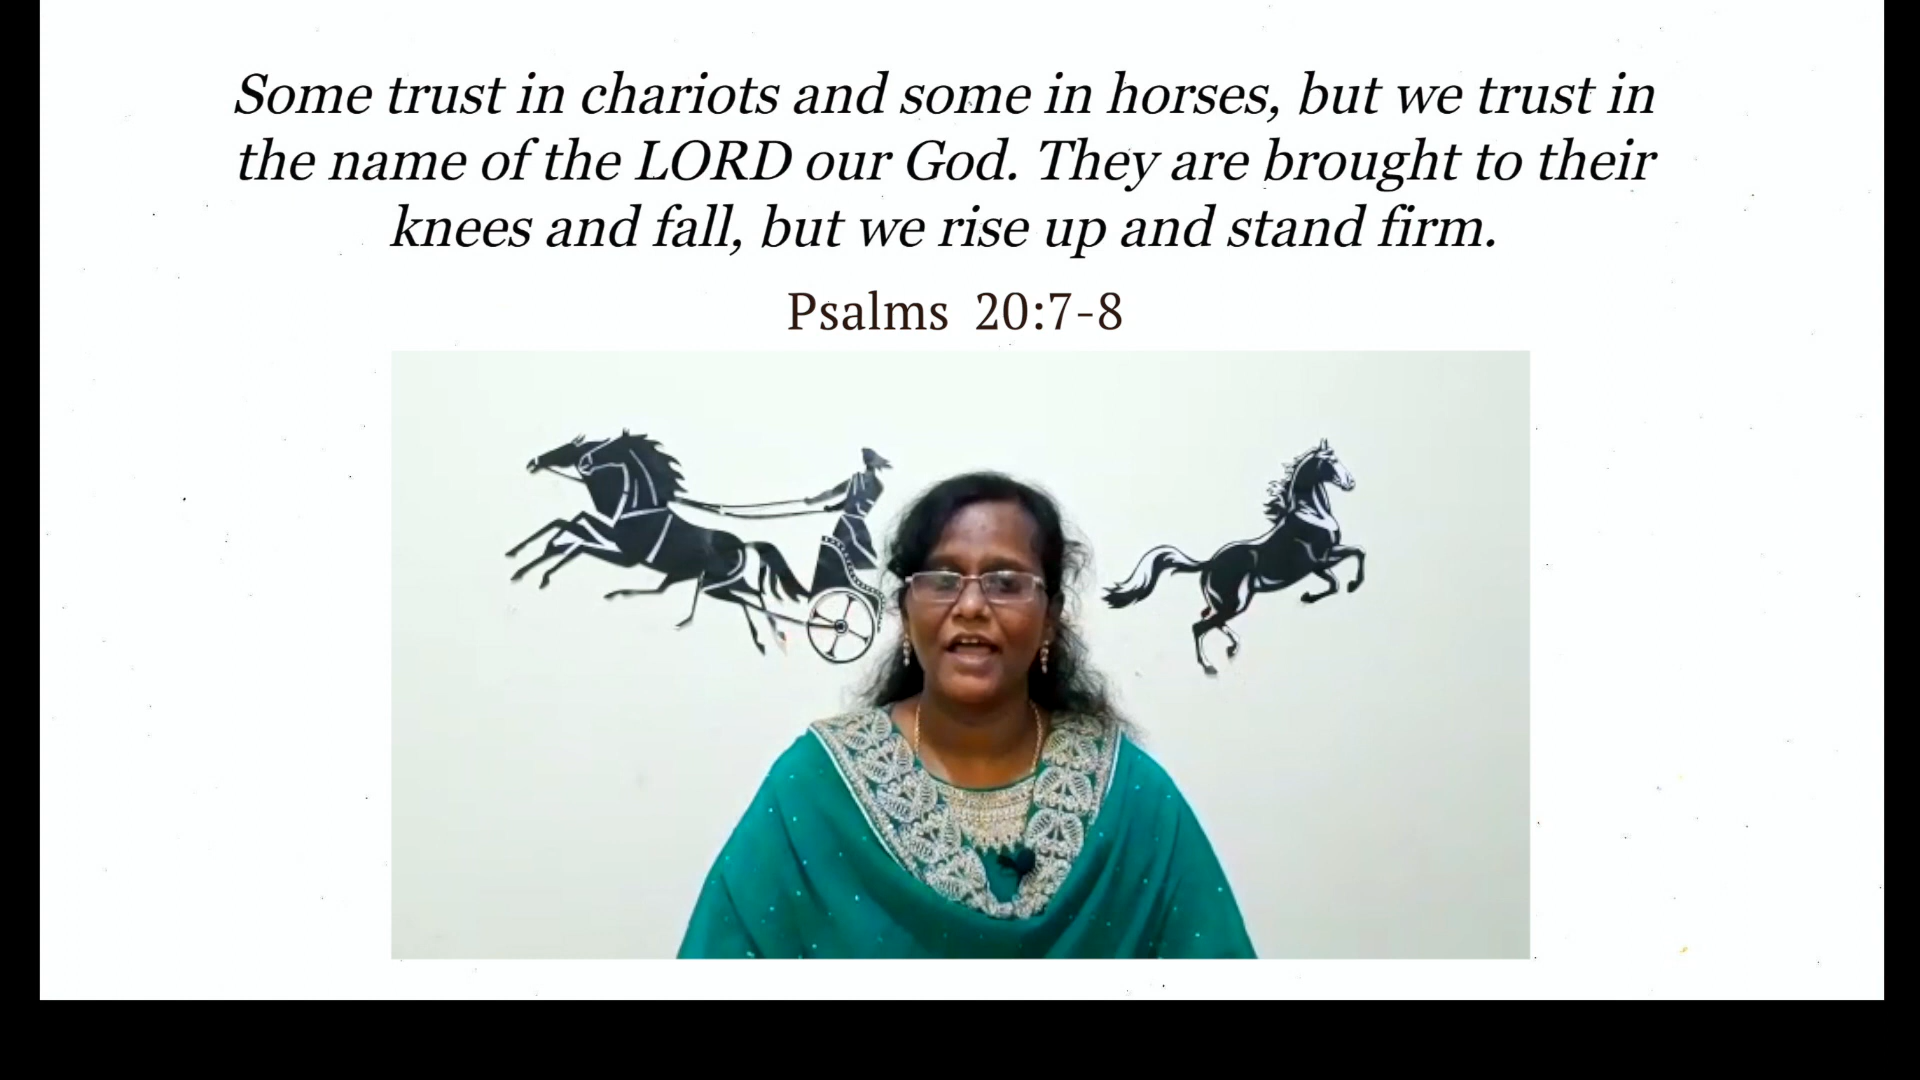 Some trust in chariots and some in horses, but we trust in
the name of the LORD our God. They are brought to their
knees and fall, but we rise up and stand firm.
Psalms 20:7-8